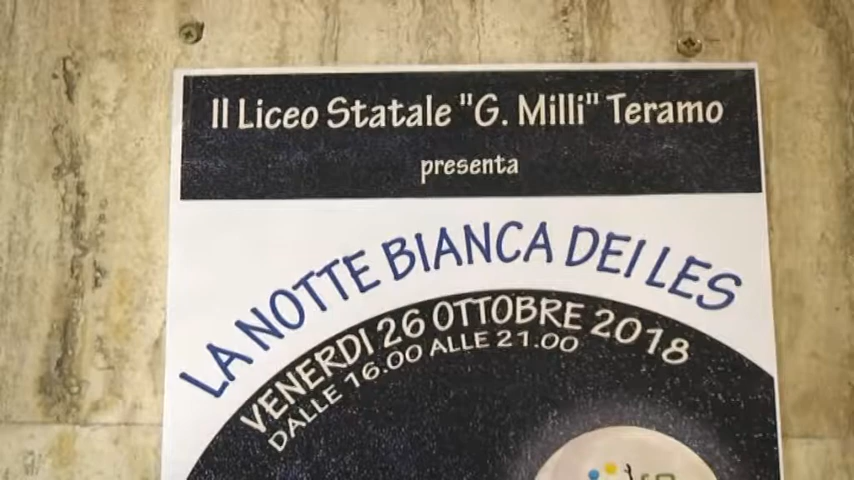 Il Liceo Statale "G. Milli" Teramo
presenta
LA NOTTE BIANCA DEI LES
VENERDI 26 OTTOBRE 2018
DALLE 16.00 ALLE 21.00